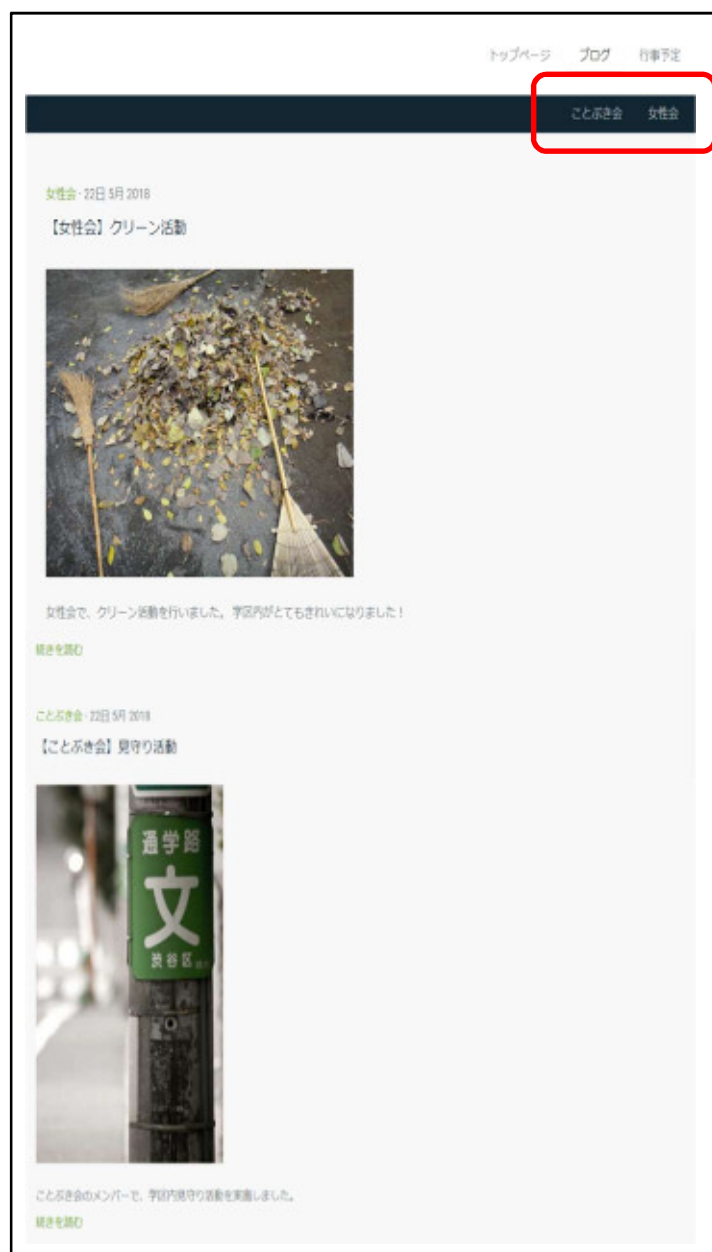 トップページ ブログ 行事予定
ことぶき会 女性会
女性会 - 22日 5月 2018
【女性会】クリーン活動
女性会で、クリーン活動を行いました。学区内がとてもきれいになりました！
続きを読む
ことぶき会 - 22日 5月 2018
【ことぶき会】見守り活動
通学路
文
渋谷区
ことぶき会のメンバーで、学区内見守り活動を実施しました。
続きを読む